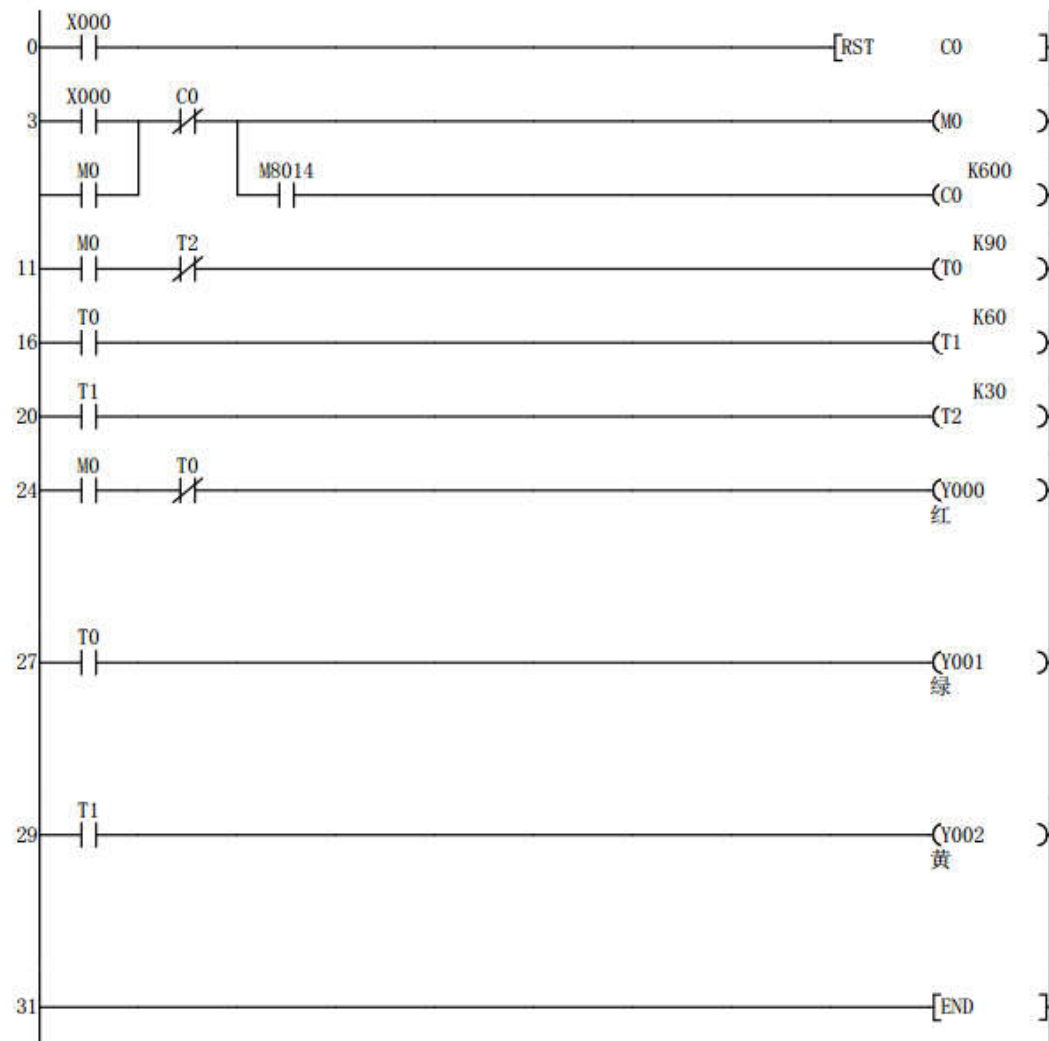 X000
0 [RST C0 ]
X000 C0
3 (M0 )
M0 M8014 K600
(C0 )
M0 T2 K90
11 (T0 )
T0 K60
16 (T1 )
T1 K30
20 (T2 )
M0 T0
24 (Y000 )
红
T0
27 (Y001 )
绿
T1
29 (Y002 )
黄
31 [END ]